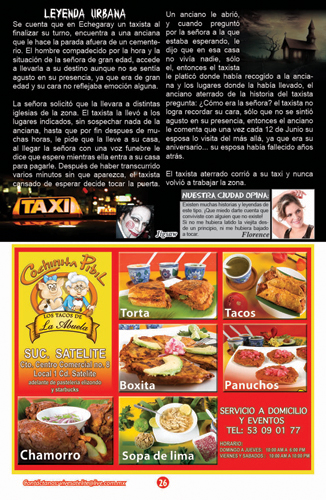 LEYENDA URBANA
Se cuenta que en Echegaray un taxista al
finalizar su turno, encuentra a una anciana
que le hace la parada afuera de un cemente-
rio. El hombre compadecido por la hora y la
situación de la señora de gran edad, accede
a llevarla a su destino aunque no se sentía
agusto en su presencia, ya que era de gran
edad y su cara no reflejaba emoción alguna.
La señora solicitó que la llevara a distintas
iglesias de la zona. El taxista la llevó a los
lugares indicados, sin sospechar nada de la
anciana, hasta que por fin despues de mu-
chas horas, le pide que la lleve a su casa,
al llegar la señora con una voz fúnebre le
dice que espere mientras ella entra a su casa
para pagarle. Después de haber transcurrido
varios minutos sin que aparezca, el taxista
cansado de esperar decide tocar la puerta.
Un anciano le abrió,
y cuando preguntó
por la señora a la que
estaba esperando, le
dijo que en esa casa
no vivía nadie, sólo
el, entonces el taxista
le platicó donde había recogido a la ancia-
na y los lugares donde la había llevado, el
anciano aterrado de la historia del taxista
pregunta: ¿Cómo era la señora? el taxista no
logra recordar su cara, sólo que no se sintió
agusto en su presencia, entonces el anciano
le comenta que una vez cada 12 de Junio su
esposa lo visita del más allá, ya que era su
aniversario... su esposa había fallecido años
atrás.
El taxista aterrado corrió a su taxi y nunca
volvió a trabajar la zona.
TAXI
Jigsaw
NUESTRA CIUDAD OPINA:
Existen muchas historias y leyendas de
este tipo. ¡Que miedo darte cuenta que
conviviste con alguien que no existe!
Si no me hubiera latido la viejita des-
de un principio, ni me hubiera bajado
a tocar.
Florence
Cochinita Pibil
LOS TACOS DE
La Abuela
SUC. SATELITE
Cto. Centro Comercial no. 8
Local 1 Cd. Satélite
adelante de pastelería elizondo
y starbucks
Torta
Tacos
Boxita
Panuchos
Chamorro
Sopa de lima
SERVICIO A DOMICILIO
Y EVENTOS
TEL: 53 09 01 77
HORARIO:
DOMINGO A JUEVES : 10:00 AM A 6:00 PM
VIERNES Y SABADOS : 10:00 AM A 10:00PM
26